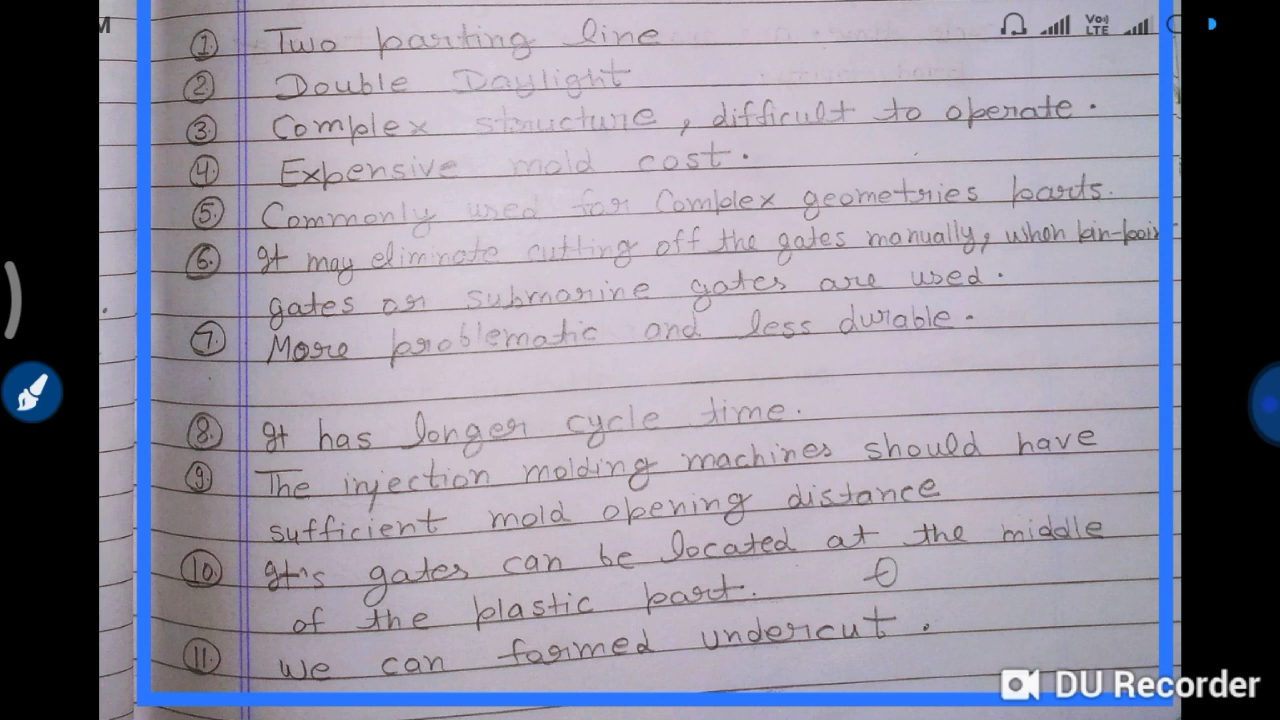 M
Voj)
LTE
1. Two parting line
2. Double Daylight
3. Complex structure, difficult to operate.
4. Expensive mold cost.
5. Commonly used for Complex geometries parts.
6. It may eliminate cutting off the gates manually, when pin-poin
gates or submarine gates are used.
7. More problematic and less durable.
8. It has longer cycle time.
9. The injection molding machines should have
sufficient mold opening distance
10. It's gates can be located at the middle
of the plastic part.
11. We can formed undercut.
DU Recorder